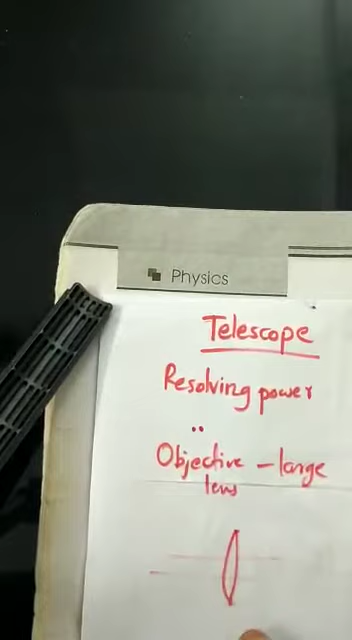 Physics
Telescope
Resolving power
Objective - large
lens